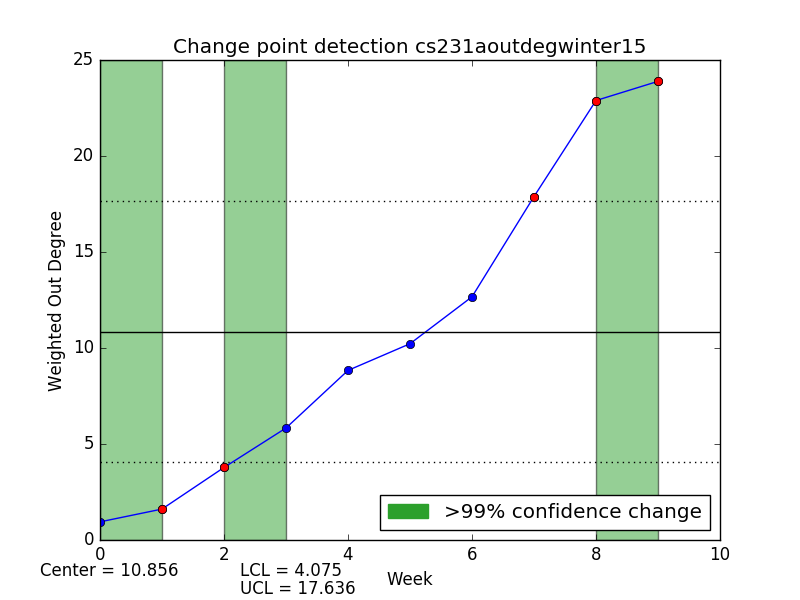 Change point detection cs231aoutdegwinter15
25
20
15
10
5
0
Weighted Out Degree
>99% confidence change
0 2 4 6 8 10
Center = 10.856 LCL = 4.075
Week
UCL = 17.636